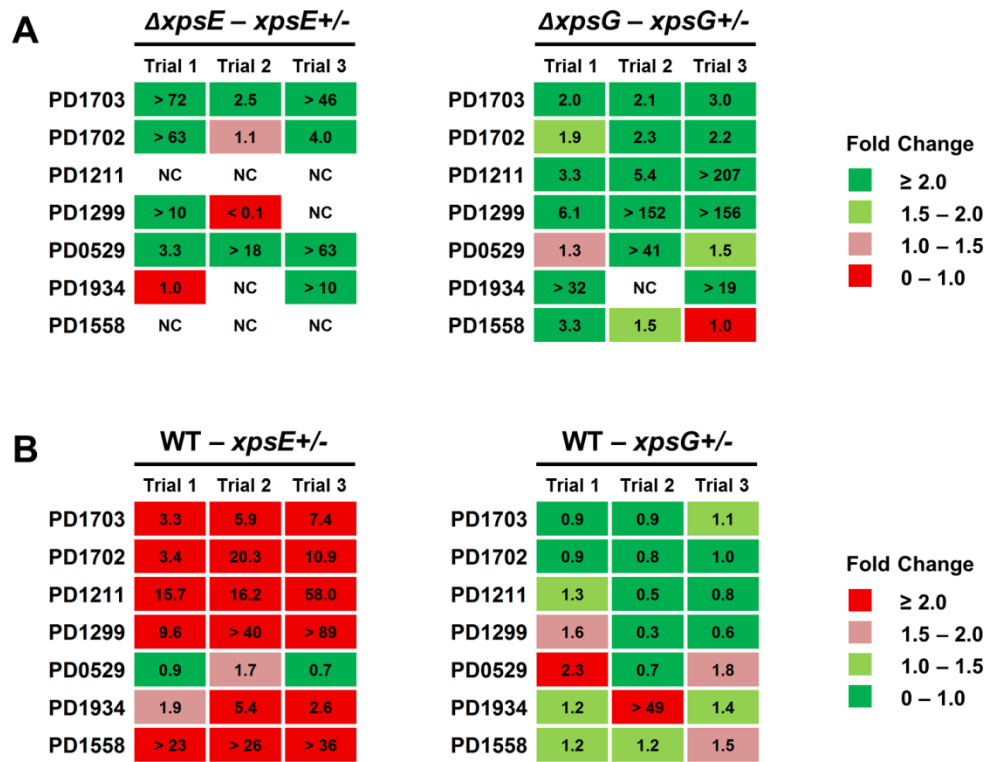 A
ΔxpsE – xpsE+/-
ΔxpsG – xpsG+/-
Trial 1 Trial 2 Trial 3
Trial 1 Trial 2 Trial 3
PD1703 > 72 2.5 > 46
PD1702 > 63 1.1 4.0
PD1211 NC NC NC
PD1299 > 10 < 0.1 NC
PD0529 3.3 > 18 > 63
PD1934 1.0 NC > 10
PD1558 NC NC NC
PD1703 2.0 2.1 3.0
PD1702 1.9 2.3 2.2
PD1211 3.3 5.4 > 207
PD1299 6.1 > 152 > 156
PD0529 1.3 > 41 1.5
PD1934 > 32 NC > 19
PD1558 3.3 1.5 1.0
Fold Change
≥ 2.0
1.5 – 2.0
1.0 – 1.5
0 – 1.0
B
WT – xpsE+/-
WT – xpsG+/-
Trial 1 Trial 2 Trial 3
Trial 1 Trial 2 Trial 3
PD1703 3.3 5.9 7.4
PD1702 3.4 20.3 10.9
PD1211 15.7 16.2 58.0
PD1299 9.6 > 40 > 89
PD0529 0.9 1.7 0.7
PD1934 1.9 5.4 2.6
PD1558 > 23 > 26 > 36
PD1703 0.9 0.9 1.1
PD1702 0.9 0.8 1.0
PD1211 1.3 0.5 0.8
PD1299 1.6 0.3 0.6
PD0529 2.3 0.7 1.8
PD1934 1.2 > 49 1.4
PD1558 1.2 1.2 1.5
Fold Change
≥ 2.0
1.5 – 2.0
1.0 – 1.5
0 – 1.0